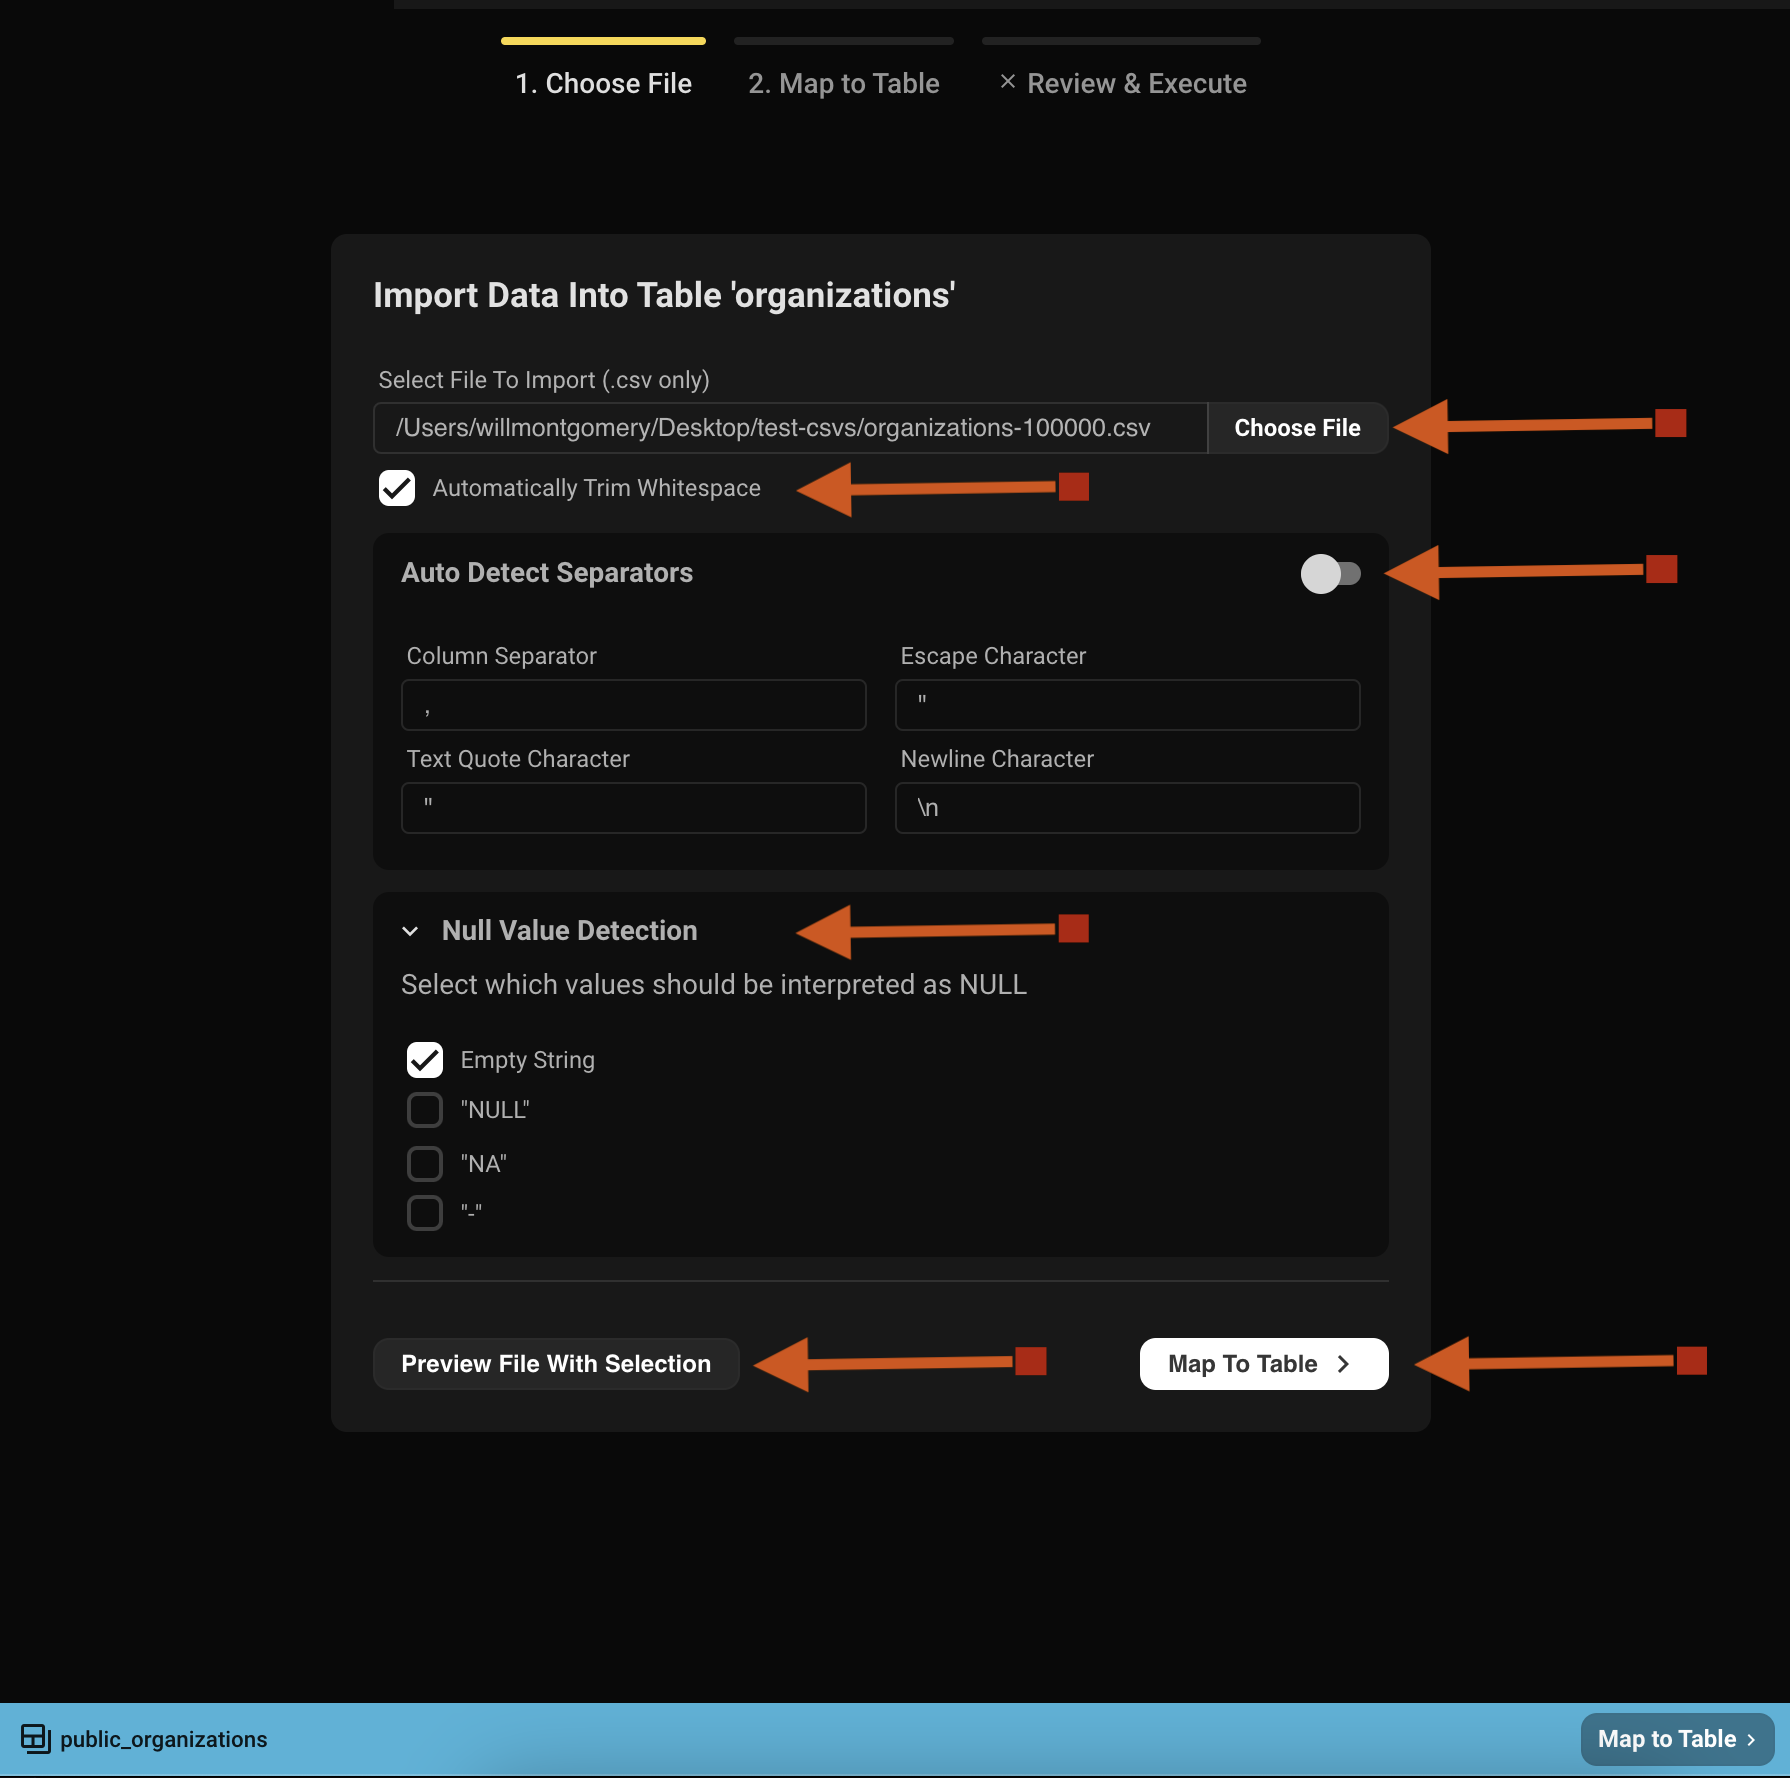 1. Choose File
2. Map to Table
× Review & Execute
Import Data Into Table 'organizations'
Select File To Import (.csv only)
/Users/willmontgomery/Desktop/test-csvs/organizations-100000.csv
Choose File
Automatically Trim Whitespace
Auto Detect Separators
Column Separator
Escape Character
,
"
Text Quote Character
Newline Character
"
\n
Null Value Detection
Select which values should be interpreted as NULL
Empty String
"NULL"
"NA"
"-"
Preview File With Selection
Map To Table
public_organizations
Map to Table